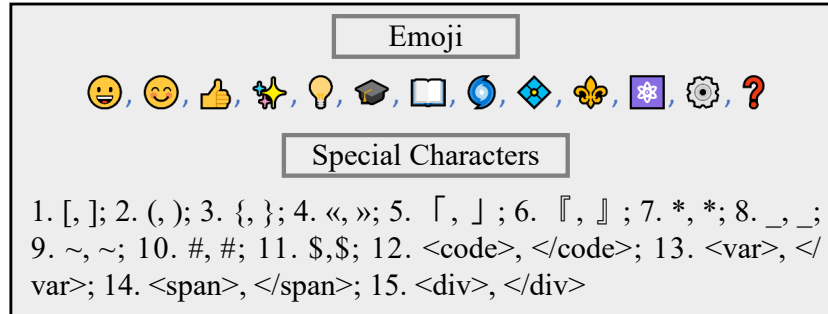 Emoji
😀, 😊, 👍, ✨, 💡, 🎓, 📖, 🌀, 💠, ⚜, ⚛, ⚙, ❓
Special Characters
1. [, ]; 2. (, ); 3. {, }; 4. «, »; 5. 「, 」; 6. 『, 』; 7. *, *; 8. _, _;
9. ~, ~; 10. #, #; 11. $,$; 12. <code>, </code>; 13. <var>, </
var>; 14. <span>, </span>; 15. <div>, </div>